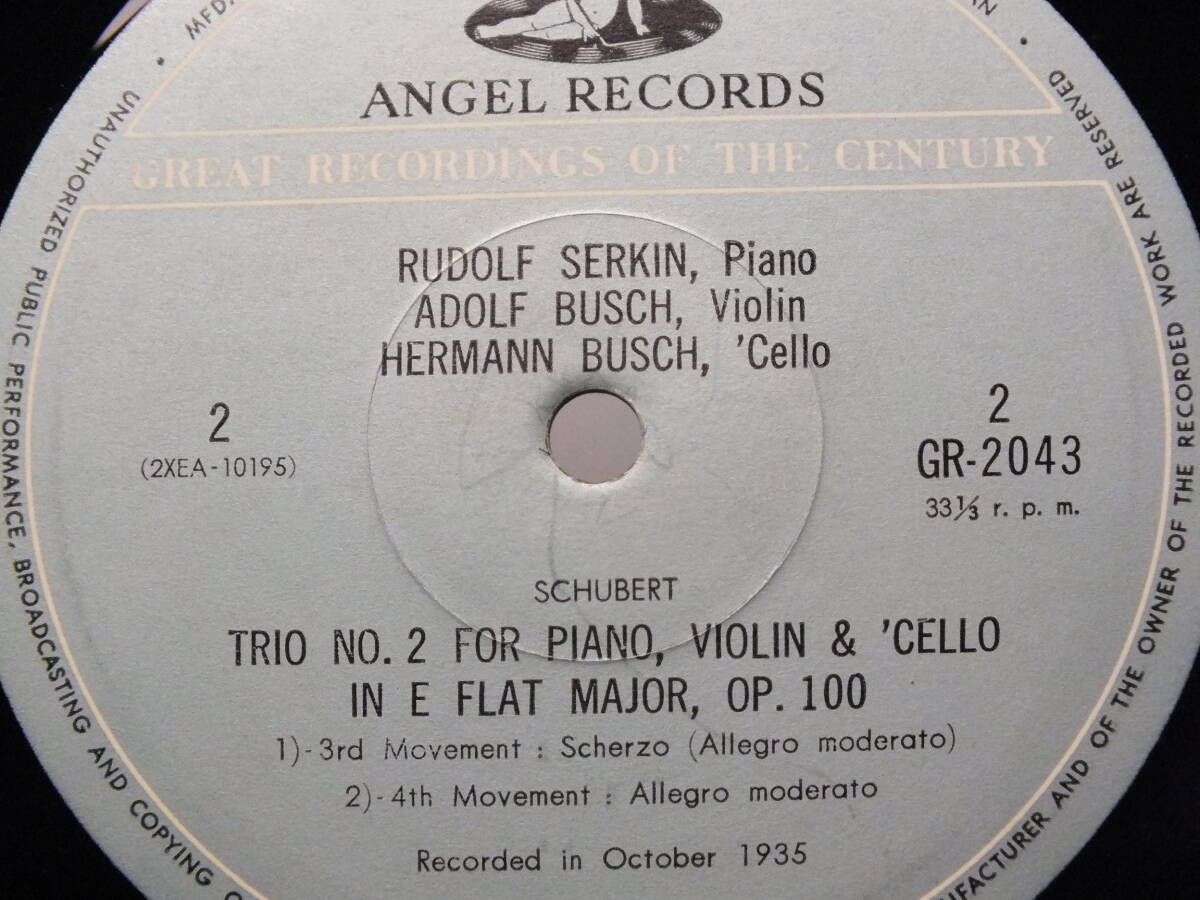 ANGEL RECORDS
GREAT RECORDINGS OF THE CENTURY
RUDOLF SERKIN, Piano
ADOLF BUSCH, Violin
HERMANN BUSCH, 'Cello
2
(2XEA-10195)
2
GR-2043
33⅓ r. p. m.
SCHUBERT
TRIO NO. 2 FOR PIANO, VIOLIN & 'CELLO
IN E FLAT MAJOR, OP. 100
1)-3rd Movement : Scherzo (Allegro moderato)
2)-4th Movement : Allegro moderato
Recorded in October 1935
AND OF THE OWNER OF THE RECORDED WORK ARE RESERVED
UNAUTHORIZED PUBLIC PERFORMANCE, BROADCASTING AND COPYING